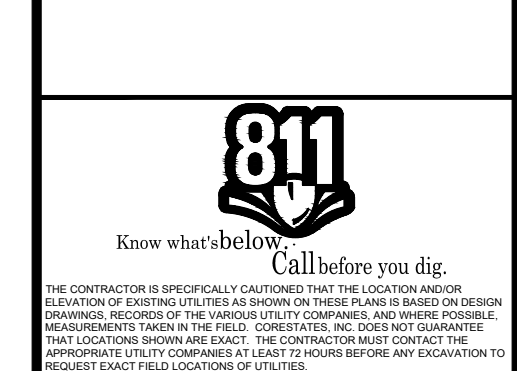 811
Know what's below.
Call before you dig.
THE CONTRACTOR IS SPECIFICALLY CAUTIONED THAT THE LOCATION AND/OR
ELEVATION OF EXISTING UTILITIES AS SHOWN ON THESE PLANS IS BASED ON DESIGN
DRAWINGS, RECORDS OF THE VARIOUS UTILITY COMPANIES, AND WHERE POSSIBLE,
MEASUREMENTS TAKEN IN THE FIELD. CORESTATES, INC. DOES NOT GUARANTEE
THAT LOCATIONS SHOWN ARE EXACT. THE CONTRACTOR MUST CONTACT THE
APPROPRIATE UTILITY COMPANIES AT LEAST 72 HOURS BEFORE ANY EXCAVATION TO
REQUEST EXACT FIELD LOCATIONS OF UTILITIES.